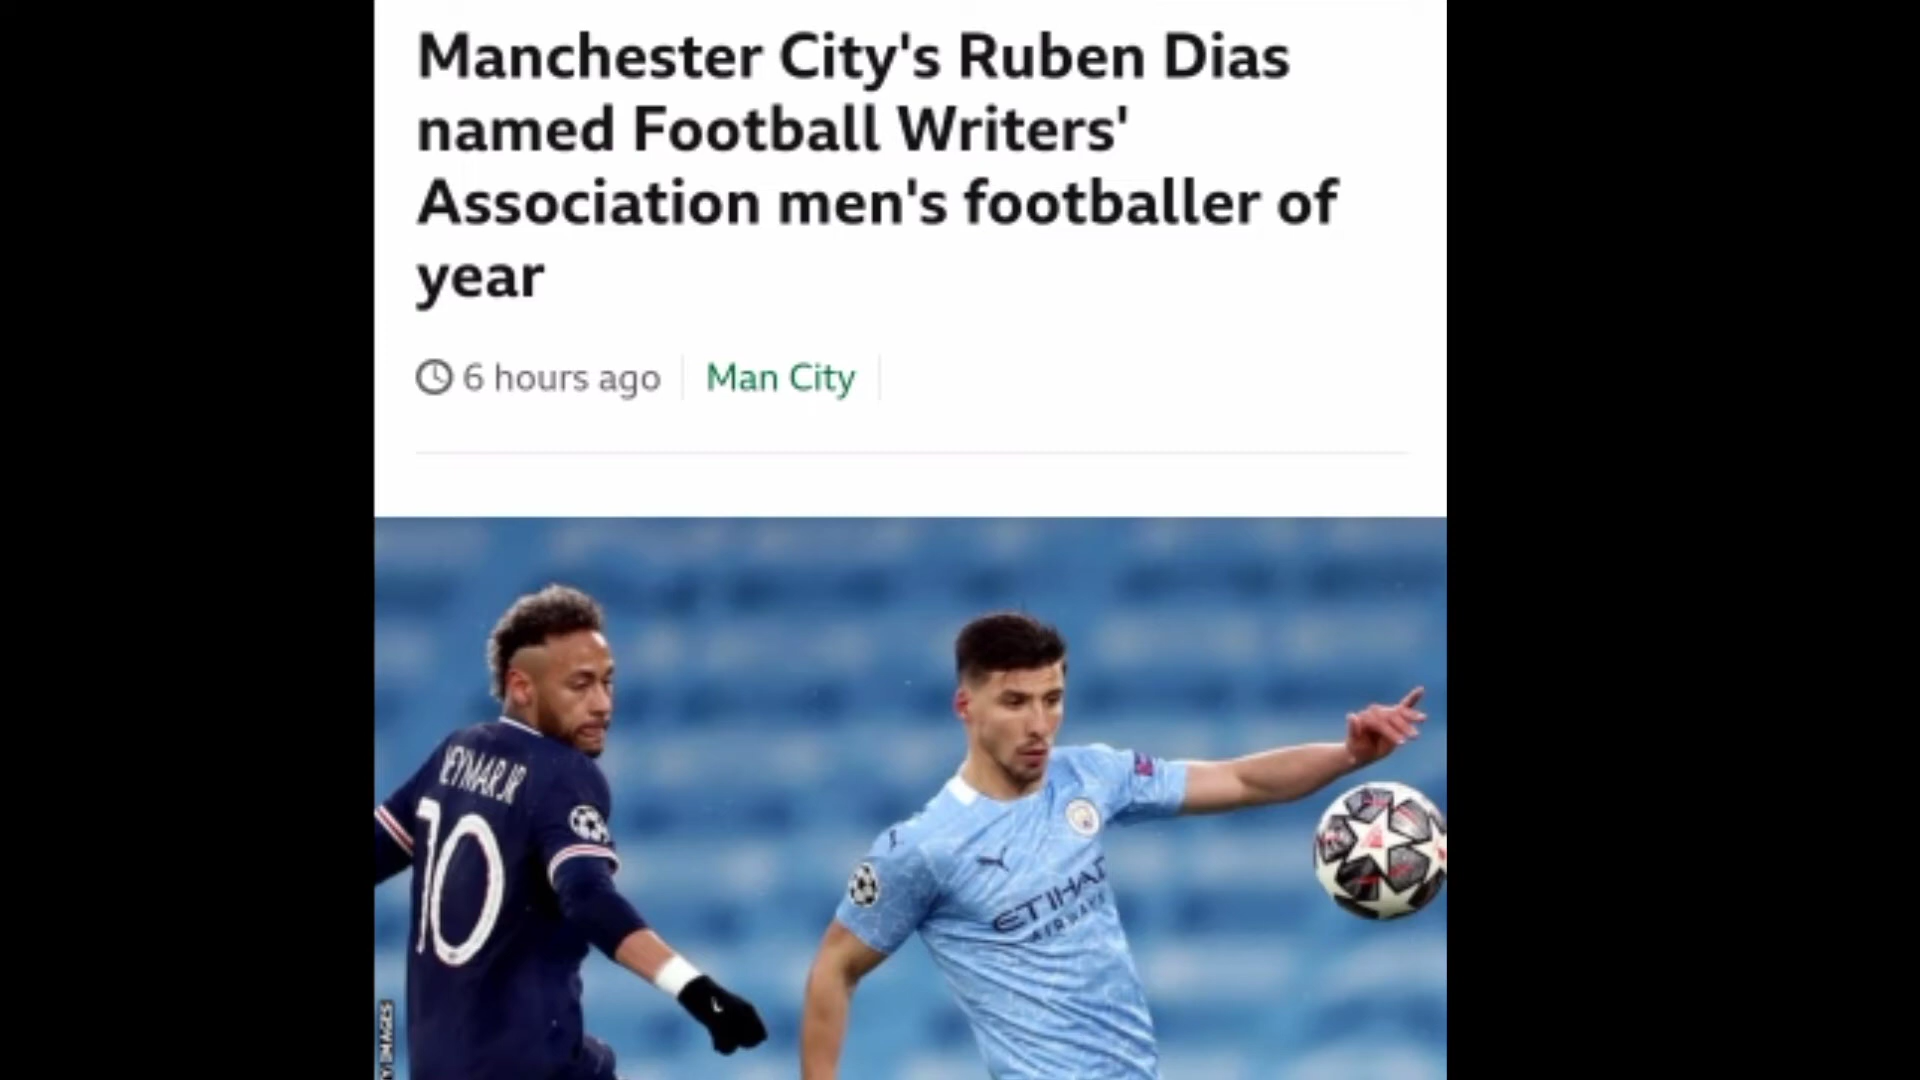 Manchester City's Ruben Dias
named Football Writers'
Association men's footballer of
year
6 hours ago
Man City
NEYMAR JR
10
ETIHAD
AIRWAYS
IMAGES